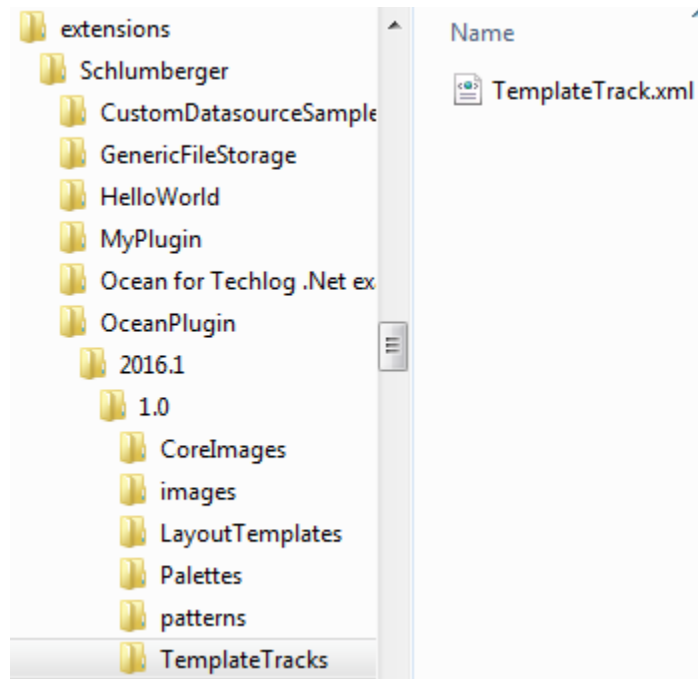 extensions
Schlumberger
CustomDatasourceSample
GenericFileStorage
HelloWorld
MyPlugin
Ocean for Techlog .Net ex
OceanPlugin
2016.1
1.0
CoreImages
images
LayoutTemplates
Palettes
patterns
TemplateTracks
Name
TemplateTrack.xml